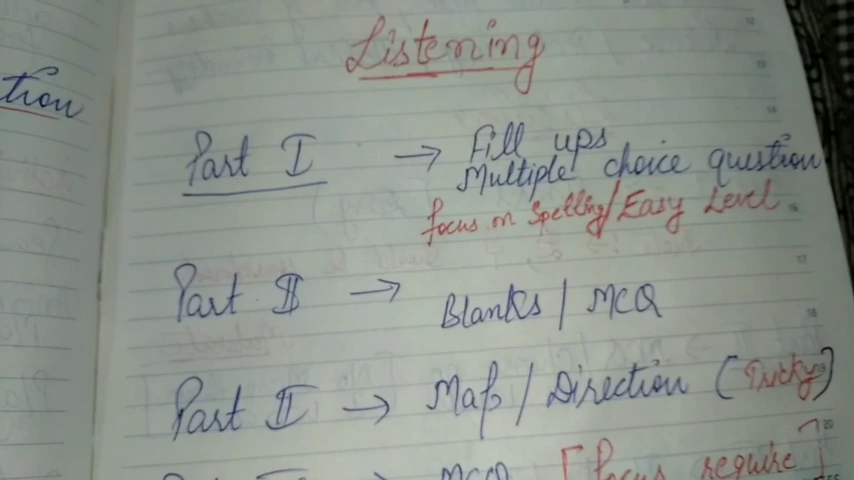 Listening
tion
Part I → Fill ups
Multiple choice question
focus on Spelling/Easy Level
Part II →
Blanks / MCQ
Part II → Map / Direction (Tricky)
MCQ [Focus require]